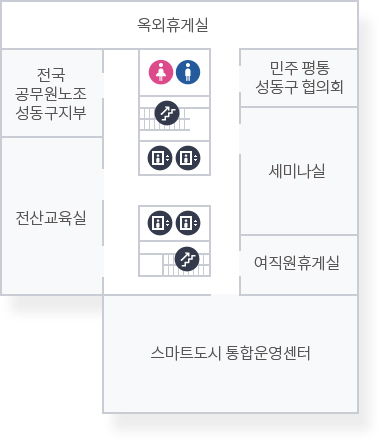 옥외휴게실
전국
공무원노조
성동구지부
민주 평통
성동구 협의회
전산교육실
세미나실
여직원휴게실
스마트도시 통합운영센터